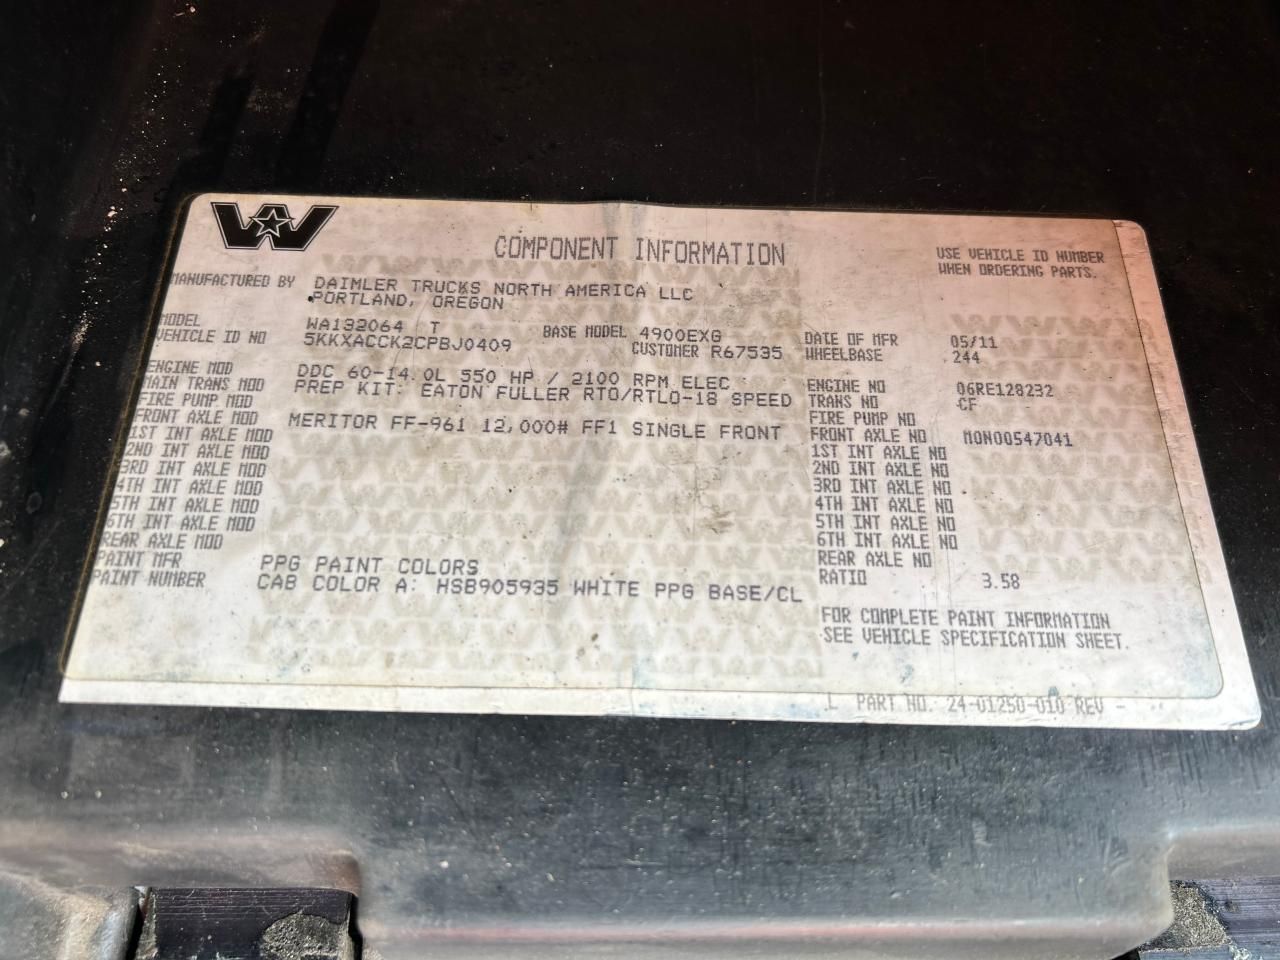 COMPONENT INFORMATION
USE VEHICLE ID NUMBER
WHEN ORDERING PARTS.
MANUFACTURED BY DAIMLER TRUCKS NORTH AMERICA LLC
PORTLAND, OREGON
MODEL WA132064 T BASE MODEL 4900EXG DATE OF MFR 05/11
VEHICLE ID NO 5KKXACCK2CPBJ0409 CUSTOMER R67535 WHEELBASE 244
ENGINE MOD DDC 60-14.0L 550 HP / 2100 RPM ELEC ENGINE NO 06RE128232
MAIN TRANS MOD PREP KIT: EATON FULLER RTO/RTLO-18 SPEED TRANS NO CF
FIRE PUMP MOD FIRE PUMP NO
FRONT AXLE MOD MERITOR FF-961 12,000# FF1 SINGLE FRONT FRONT AXLE NO MON00547041
1ST INT AXLE MOD 1ST INT AXLE NO
2ND INT AXLE MOD 2ND INT AXLE NO
3RD INT AXLE MOD 3RD INT AXLE NO
4TH INT AXLE MOD 4TH INT AXLE NO
5TH INT AXLE MOD 5TH INT AXLE NO
6TH INT AXLE MOD 6TH INT AXLE NO
REAR AXLE MOD REAR AXLE NO
PAINT MFR PPG PAINT COLORS RATIO 3.58
PAINT NUMBER CAB COLOR A: HSB905935 WHITE PPG BASE/CL
FOR COMPLETE PAINT INFORMATION
SEE VEHICLE SPECIFICATION SHEET.
L PART NO. 24-01250-010 REV -